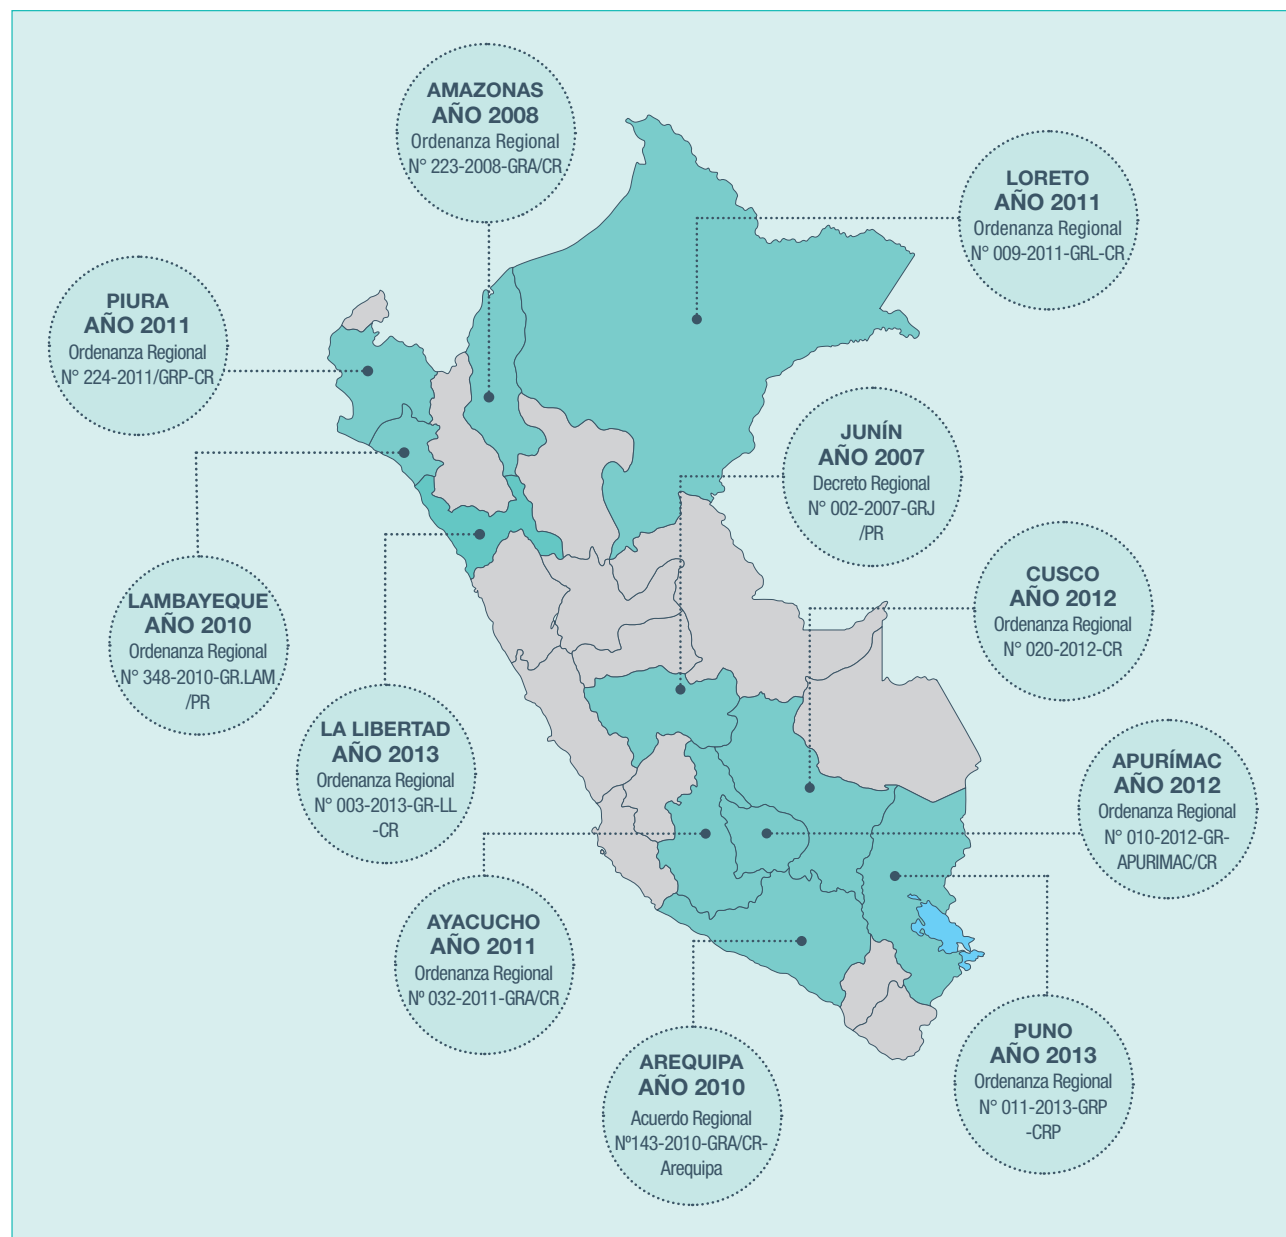 AMAZONAS
AÑO 2008
Ordenanza Regional
N° 223-2008-GRA/CR
LORETO
AÑO 2011
Ordenanza Regional
N° 009-2011-GRL-CR
PIURA
AÑO 2011
Ordenanza Regional
N° 224-2011/GRP-CR
JUNÍN
AÑO 2007
Decreto Regional
N° 002-2007-GRJ
/PR
CUSCO
AÑO 2012
Ordenanza Regional
N° 020-2012-CR
LAMBAYEQUE
AÑO 2010
Ordenanza Regional
N° 348-2010-GR.LAM
/PR
LA LIBERTAD
AÑO 2013
Ordenanza Regional
N° 003-2013-GR-LL
-CR
APURÍMAC
AÑO 2012
Ordenanza Regional
N° 010-2012-GR-
APURIMAC/CR
AYACUCHO
AÑO 2011
Ordenanza Regional
Nº 032-2011-GRA/CR
AREQUIPA
AÑO 2010
Acuerdo Regional
Nº143-2010-GRA/CR-
Arequipa
PUNO
AÑO 2013
Ordenanza Regional
N° 011-2013-GRP
-CRP